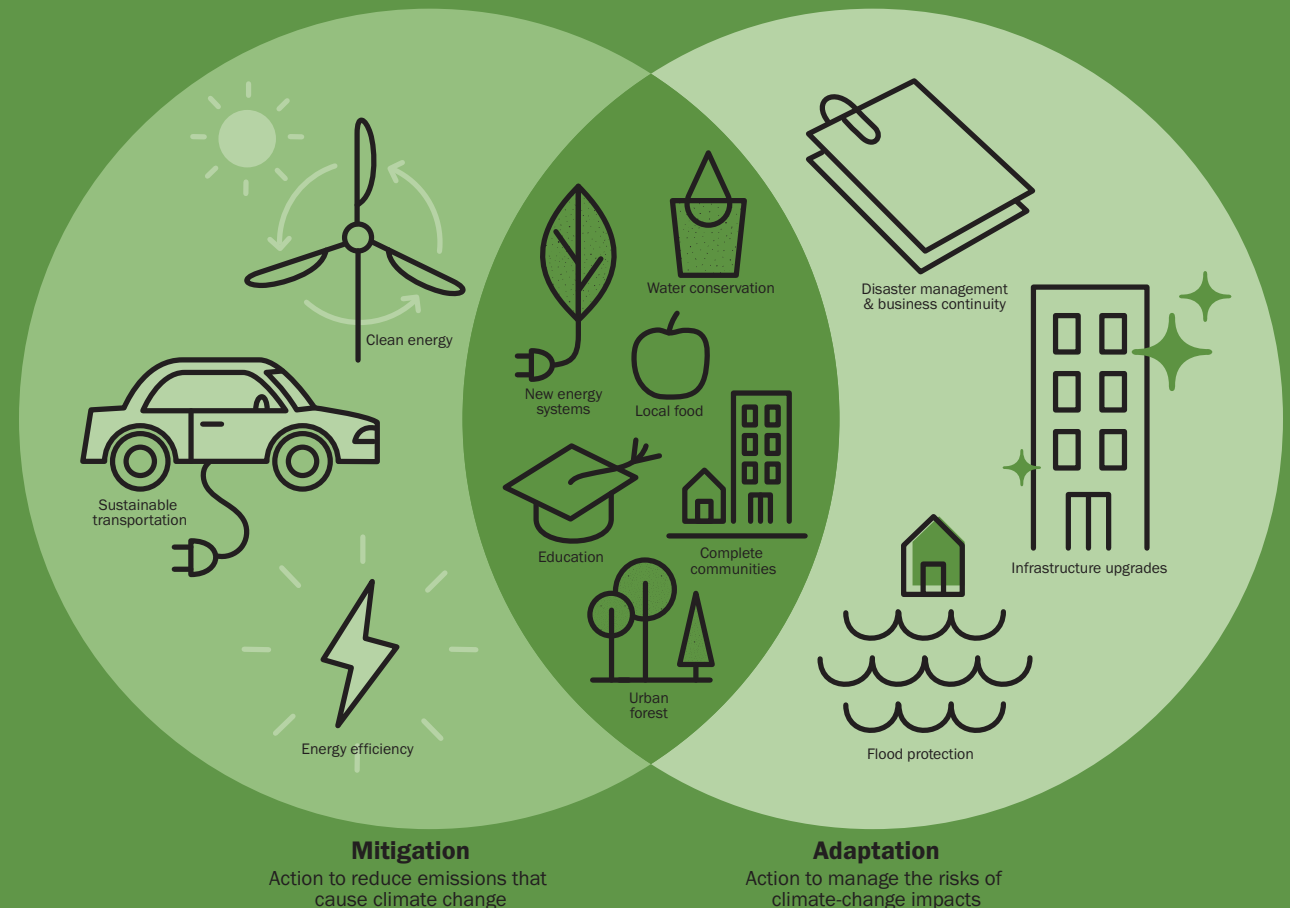 Clean energy
Sustainable
transportation
Energy efficiency
Water conservation
New energy
systems
Local food
Education
Complete
communities
Urban
forest
Disaster management
& business continuity
Infrastructure upgrades
Flood protection
Mitigation
Action to reduce emissions that
cause climate change
Adaptation
Action to manage the risks of
climate-change impacts